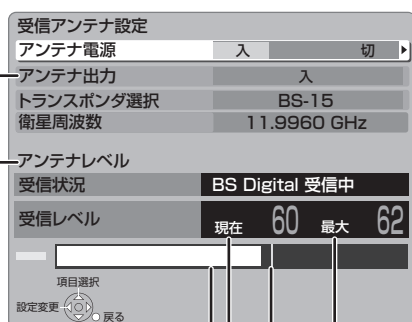 受信アンテナ設定
アンテナ電源 入 切
アンテナ出力 入
トランスポンダ選択 BS-15
衛星周波数 11.9960 GHz
アンテナレベル
受信状況 BS Digital 受信中
受信レベル 現在 60 最大 62
項目選択
設定変更
戻る